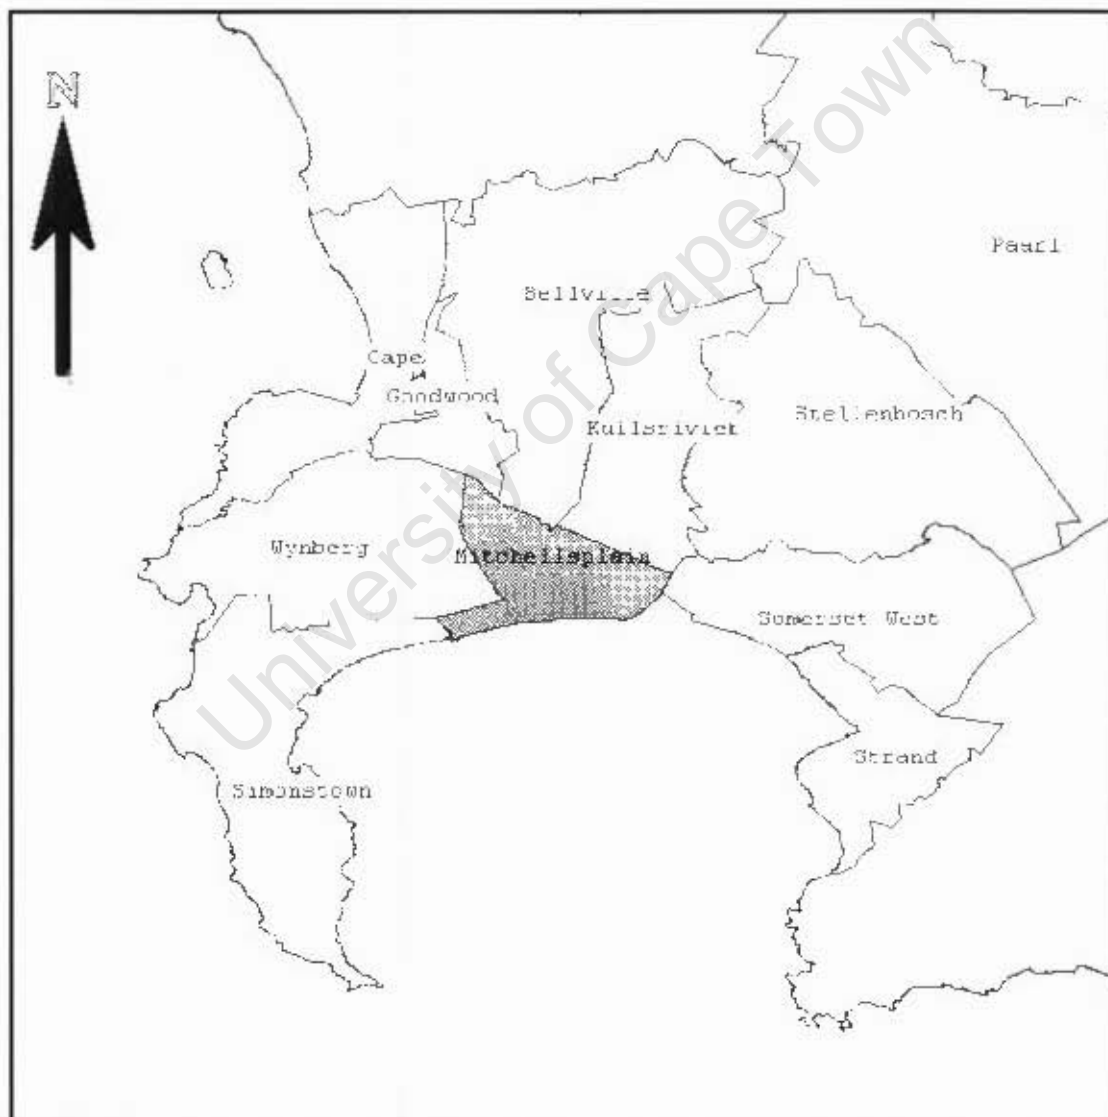 N
Paarl
Bellville
Cape
Goodwood
Stellenbosch
Kuilsrivier
Wynberg
Mitchellsplain
Somerset West
Strand
Simonstown
University of Cape Town